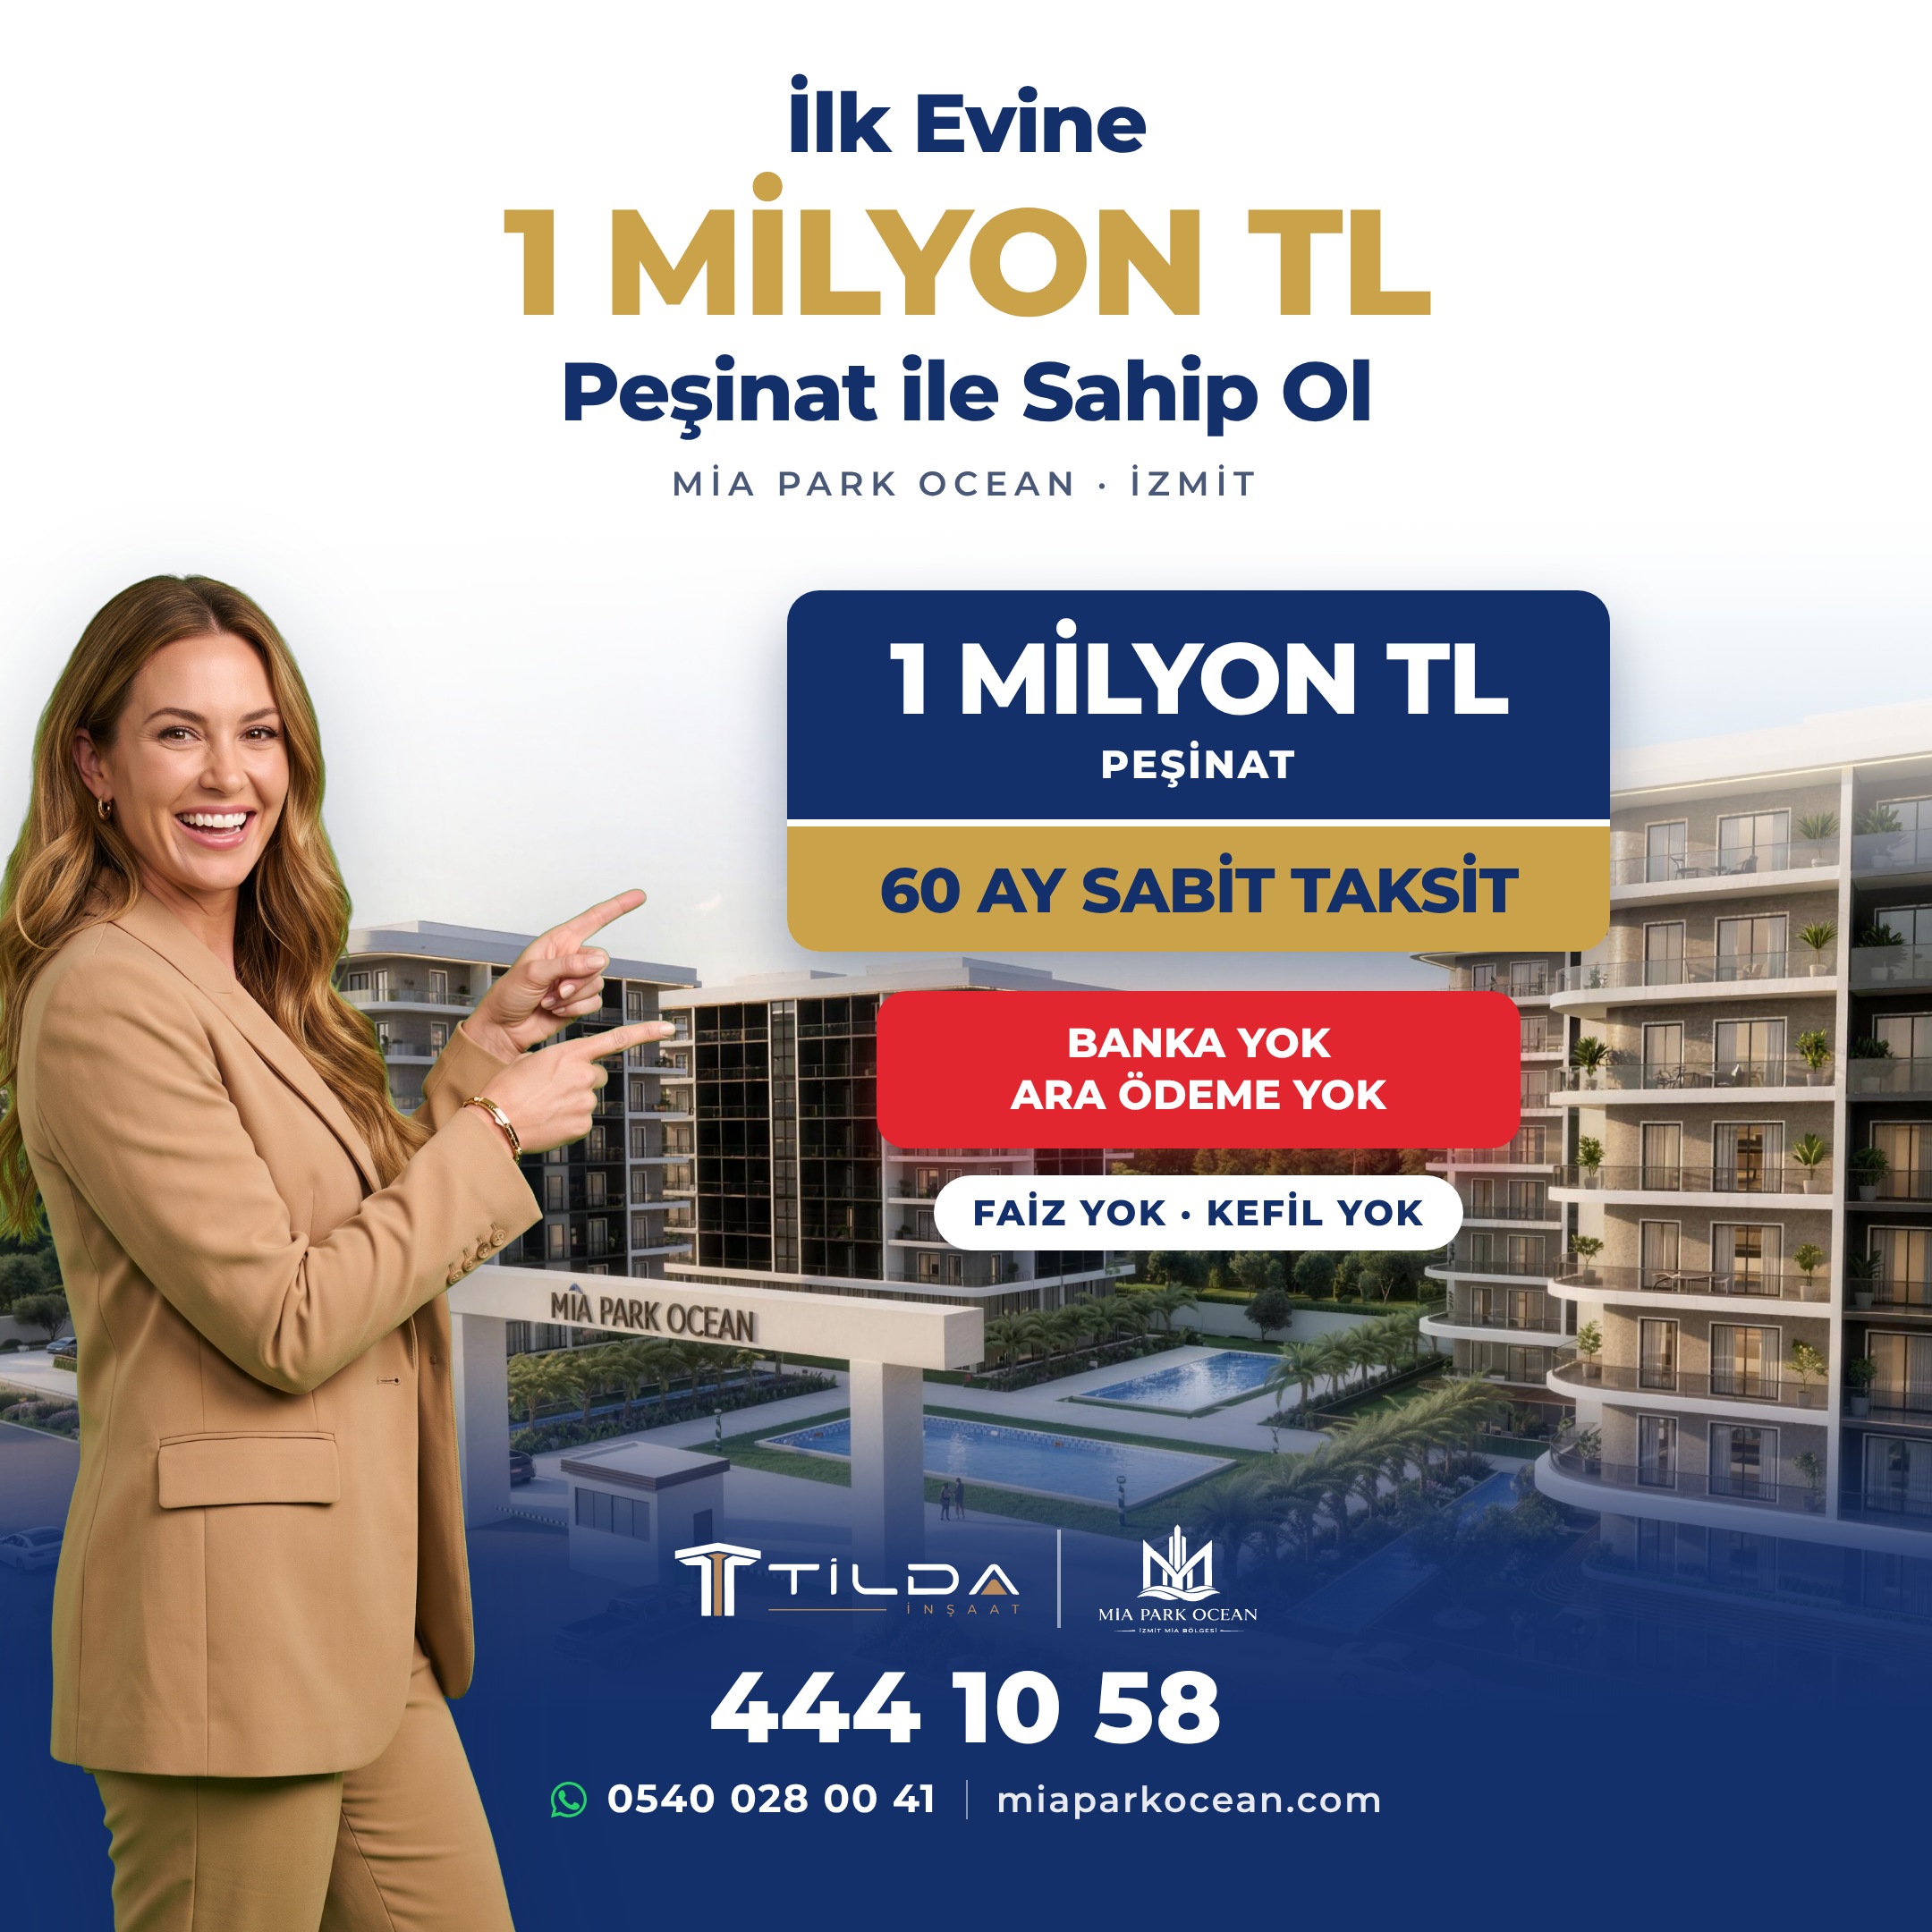 İlk Evine
1 MİLYON TL
Peşinat ile Sahip Ol
MİA PARK OCEAN · İZMİT
1 MİLYON TL
PEŞİNAT
60 AY SABİT TAKSİT
BANKA YOK
ARA ÖDEME YOK
FAİZ YOK · KEFİL YOK
MİA PARK OCEAN
TİLDA
İNŞAAT
MİA PARK OCEAN
İZMİT MİA BÖLGESİ
444 10 58
0540 028 00 41 | miaparkocean.com